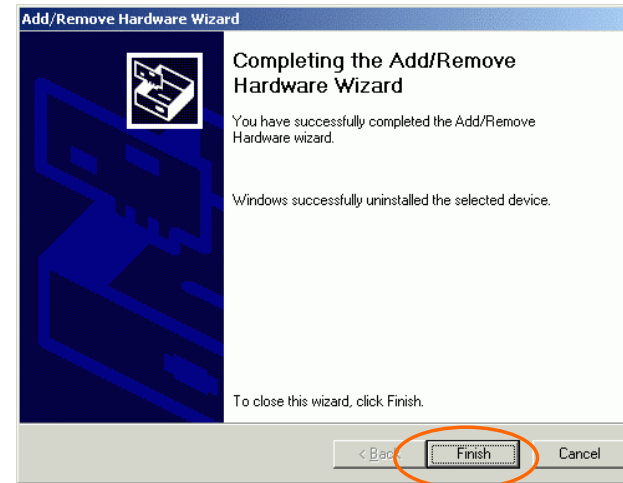 Add/Remove Hardware Wizard
Completing the Add/Remove
Hardware Wizard
You have successfully completed the Add/Remove
Hardware wizard.
Windows successfully uninstalled the selected device.
To close this wizard, click Finish.
< Back Finish Cancel